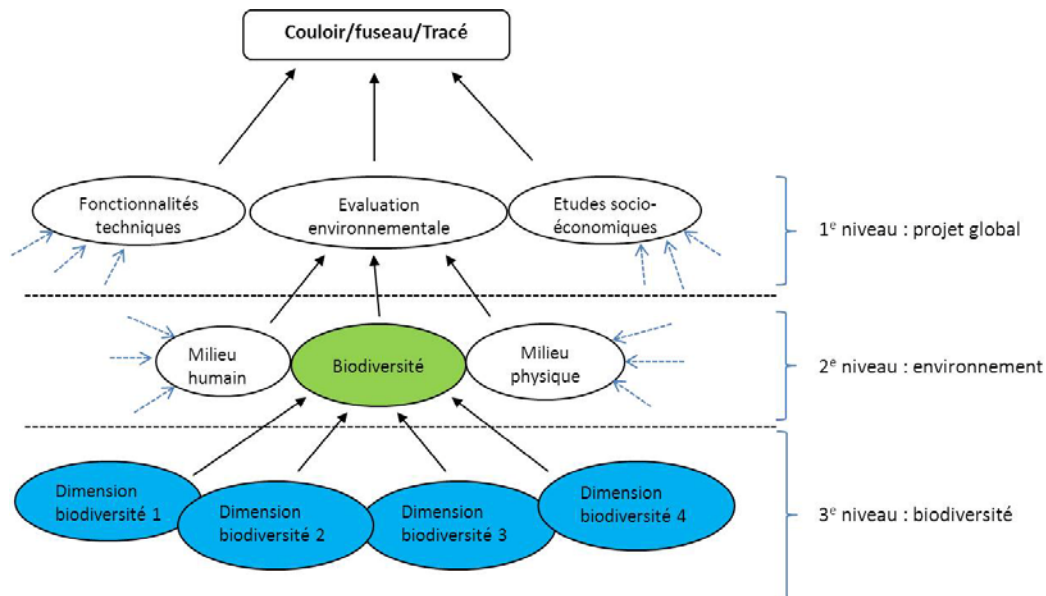 Couloir/fuseau/Tracé
Fonctionnalités
techniques
Evaluation
environnementale
Etudes socio-
économiques
1e niveau : projet global
Milieu
humain
Biodiversité
Milieu
physique
2e niveau : environnement
Dimension
biodiversité 1
Dimension
biodiversité 2
Dimension
biodiversité 3
Dimension
biodiversité 4
3e niveau : biodiversité